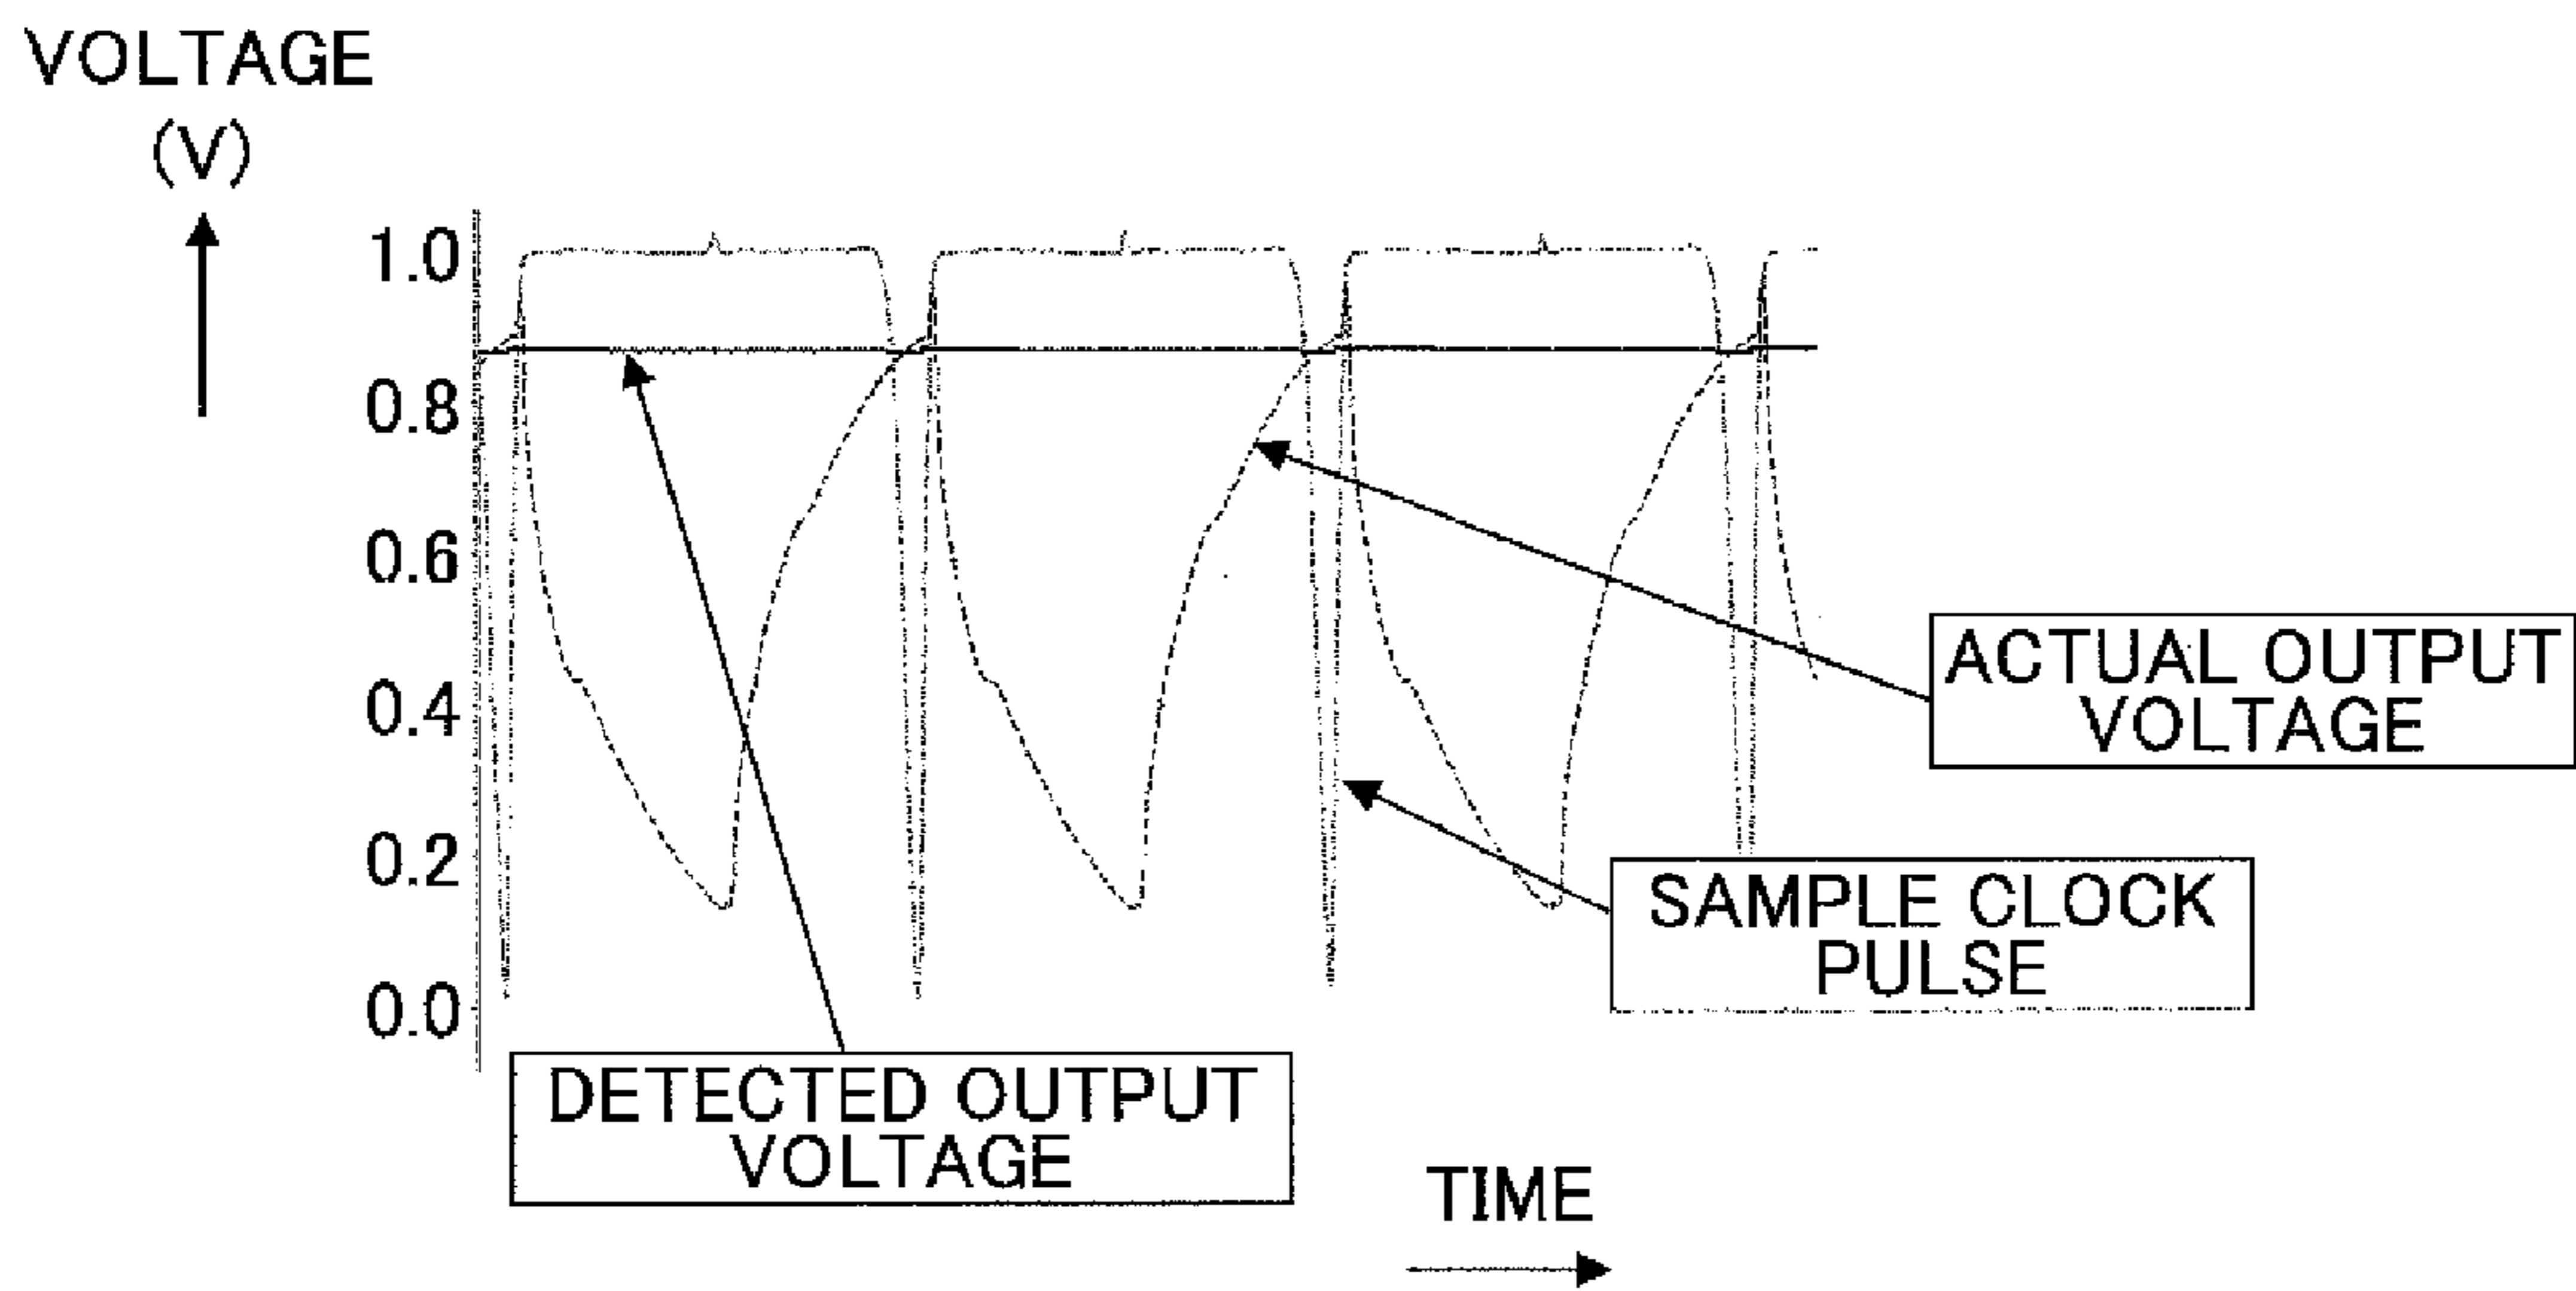 VOLTAGE
(V)
1.0
0.8
0.6
0.4
0.2
0.0
ACTUAL OUTPUT
VOLTAGE
SAMPLE CLOCK
PULSE
DETECTED OUTPUT
VOLTAGE
TIME